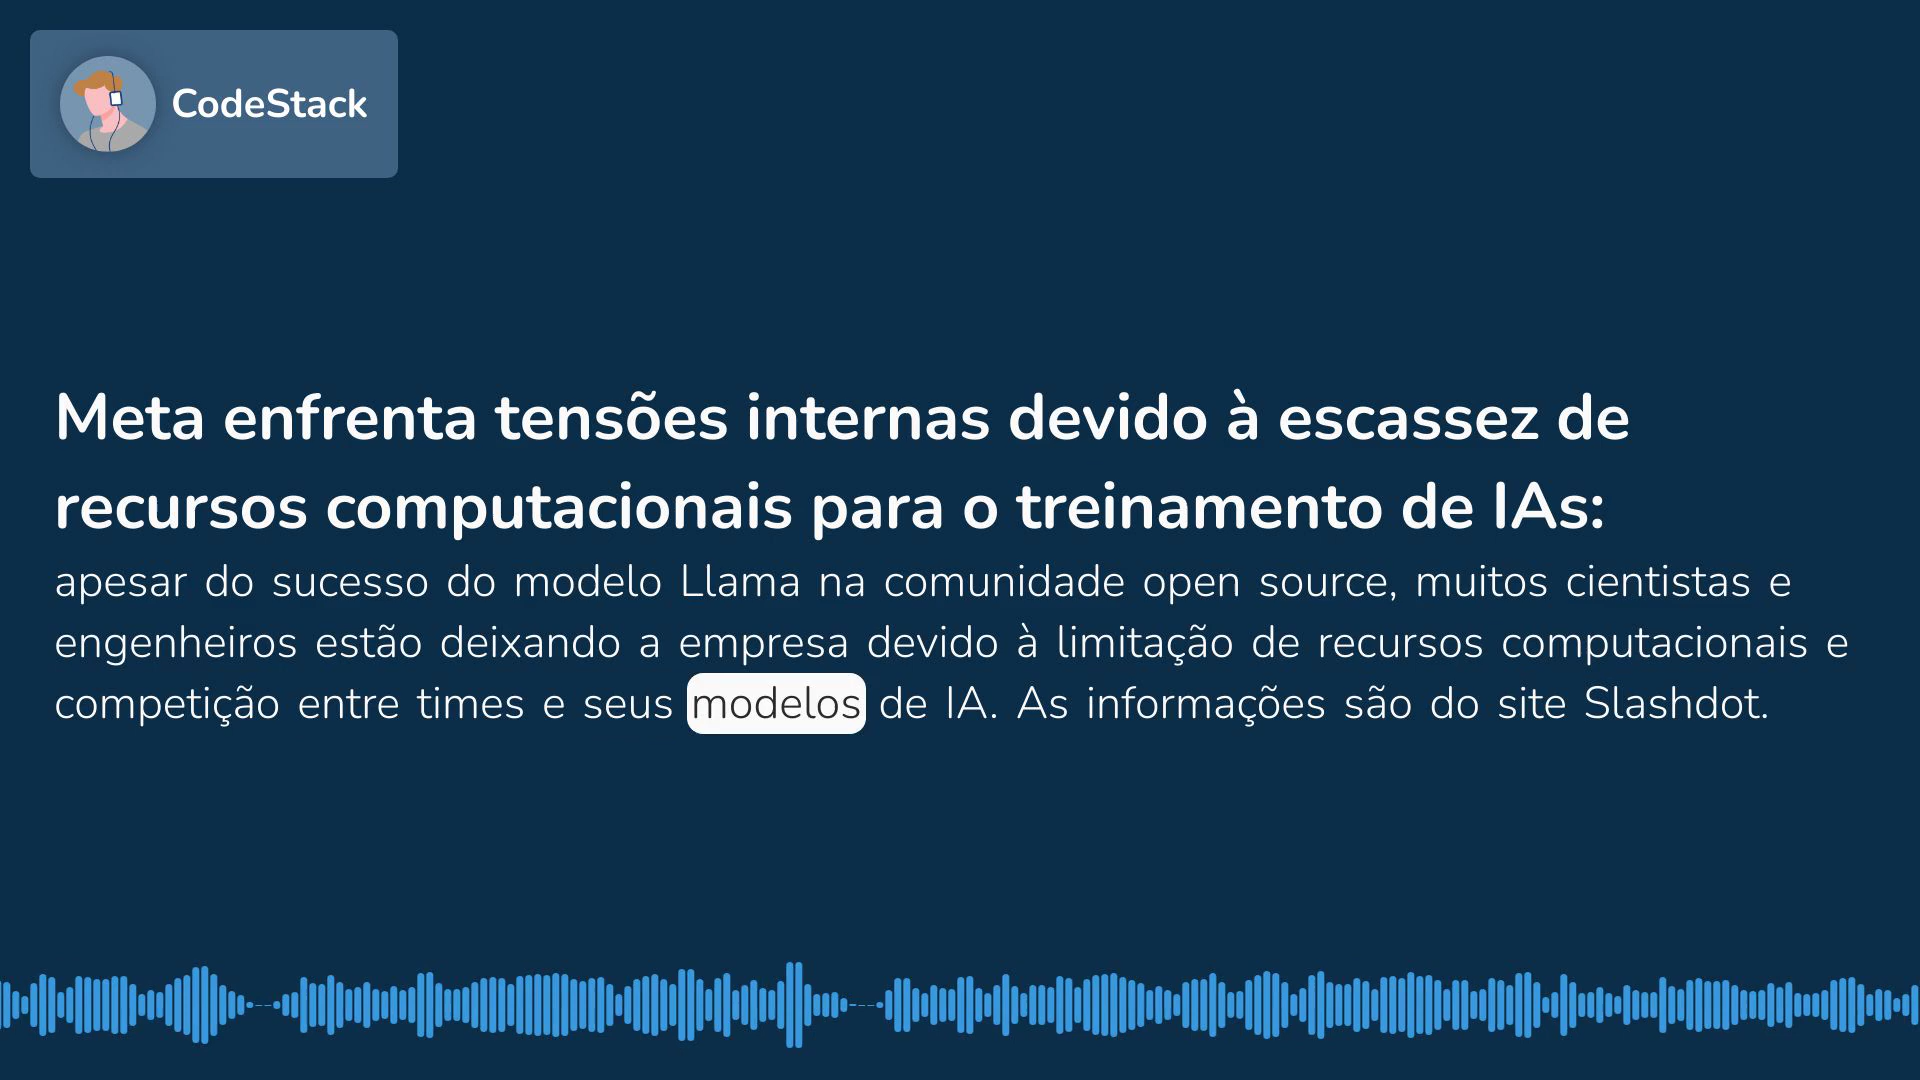 CodeStack
Meta enfrenta tensões internas devido à escassez de
recursos computacionais para o treinamento de IAs:
apesar do sucesso do modelo Llama na comunidade open source, muitos cientistas e
engenheiros estão deixando a empresa devido à limitação de recursos computacionais e
competição entre times e seus modelos de IA. As informações são do site Slashdot.